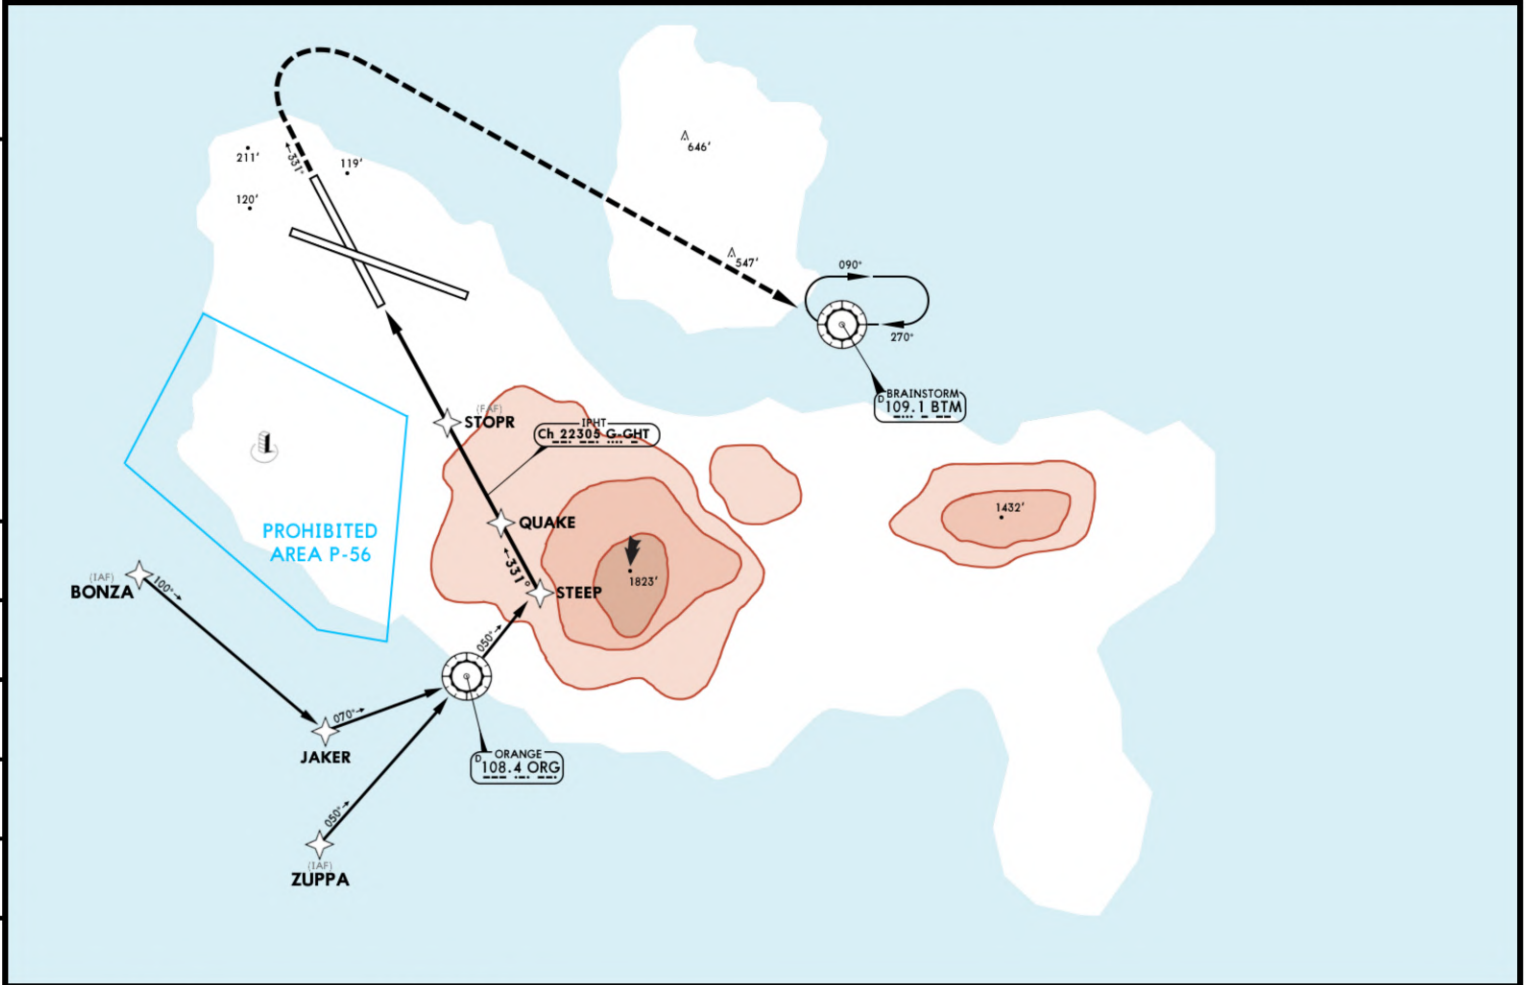 646'
211'
←331°
119'
120'
547'
090°
270°
BRAINSTORM
D 109.1 BTM
(FAF)
STOPR
IPHT
Ch 22305 G-GHT
1432'
QUAKE
PROHIBITED
AREA P-56
←331°
1823'
(IAF)
BONZA
100°→
STEEP
050°→
070°→
JAKER
ORANGE
D 108.4 ORG
050°→
(IAF)
ZUPPA